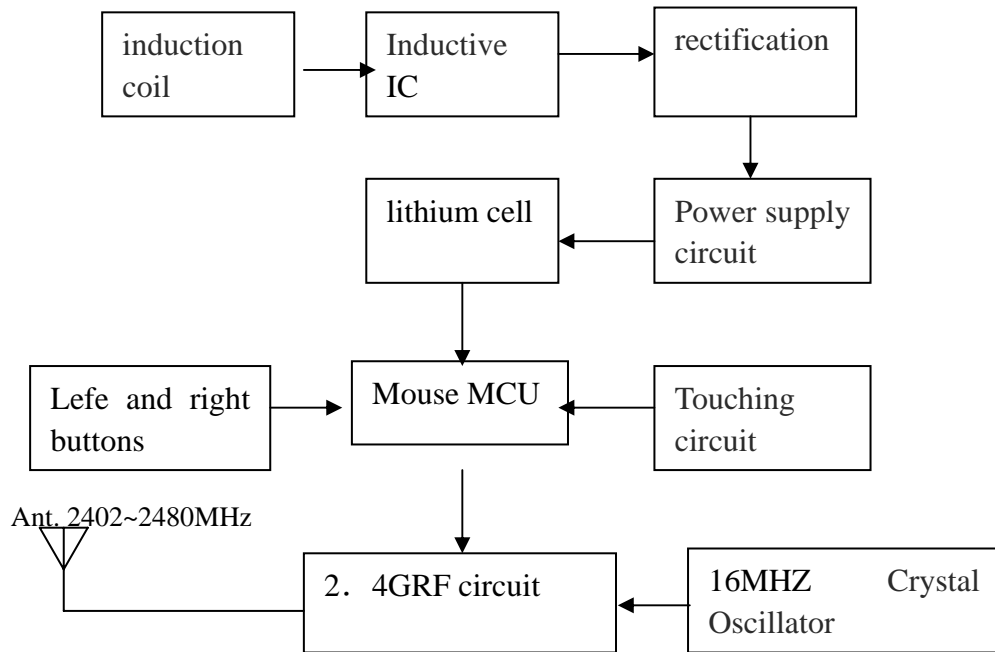 induction
coil
Inductive
IC
rectification
lithium cell
Power supply
circuit
Lefe and right
buttons
Mouse MCU
Touching
circuit
Ant. 2402~2480MHz
2．4GRF circuit
16MHZ Crystal
Oscillator